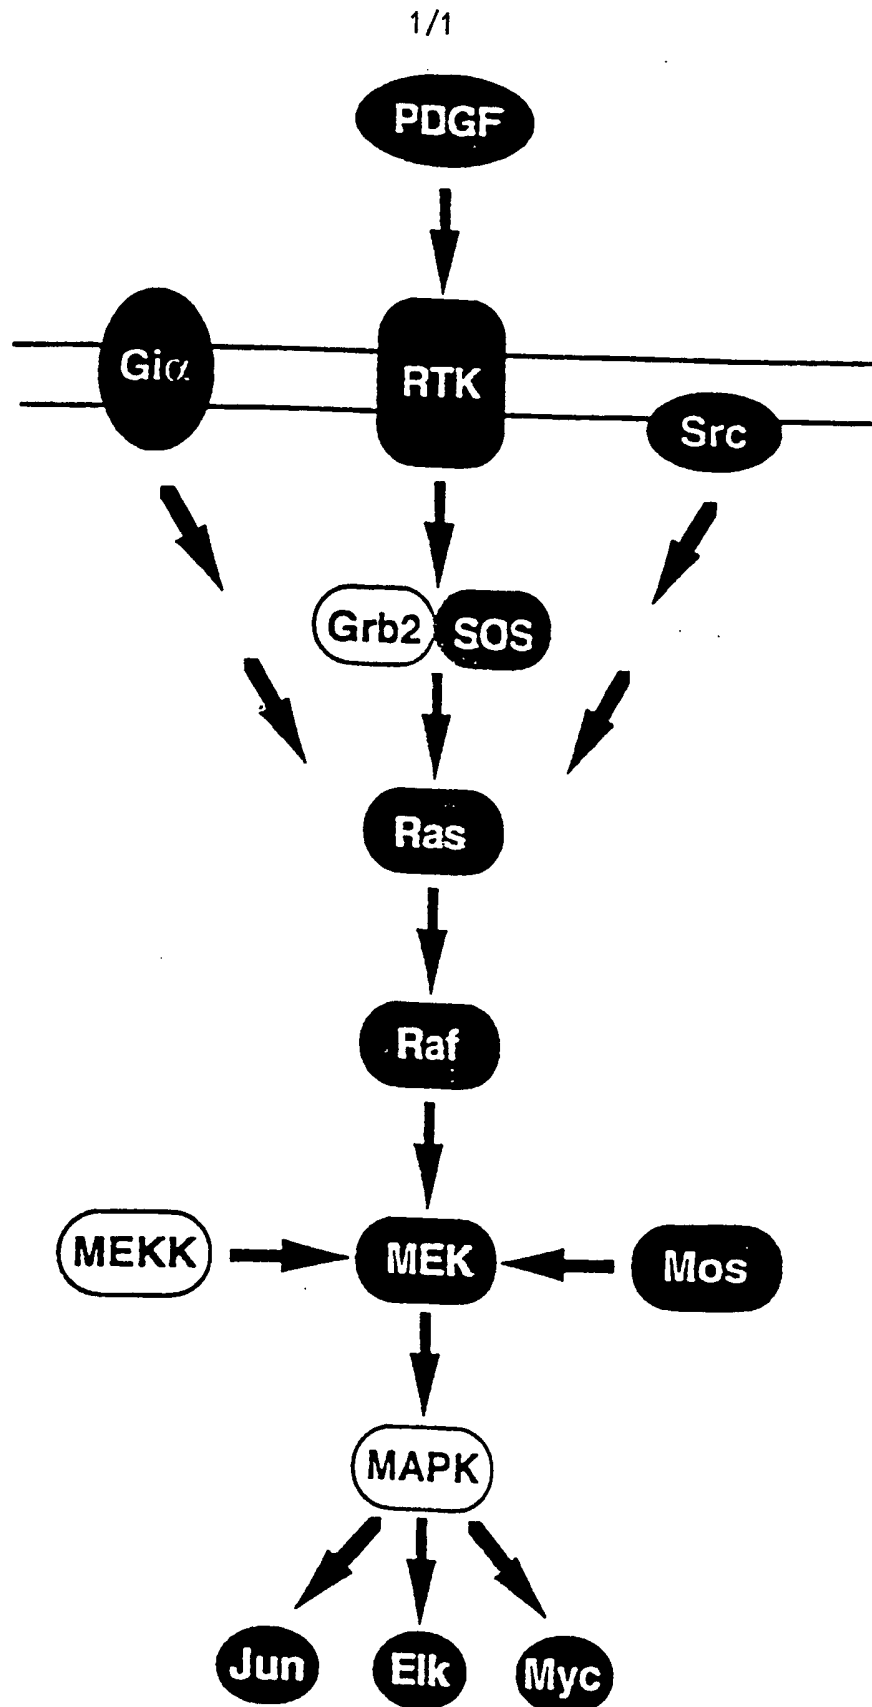 1/1
PDGF
Giα
RTK
Src
Grb2
SOS
Ras
Raf
MEKK
MEK
Mos
MAPK
Jun
Elk
Myc